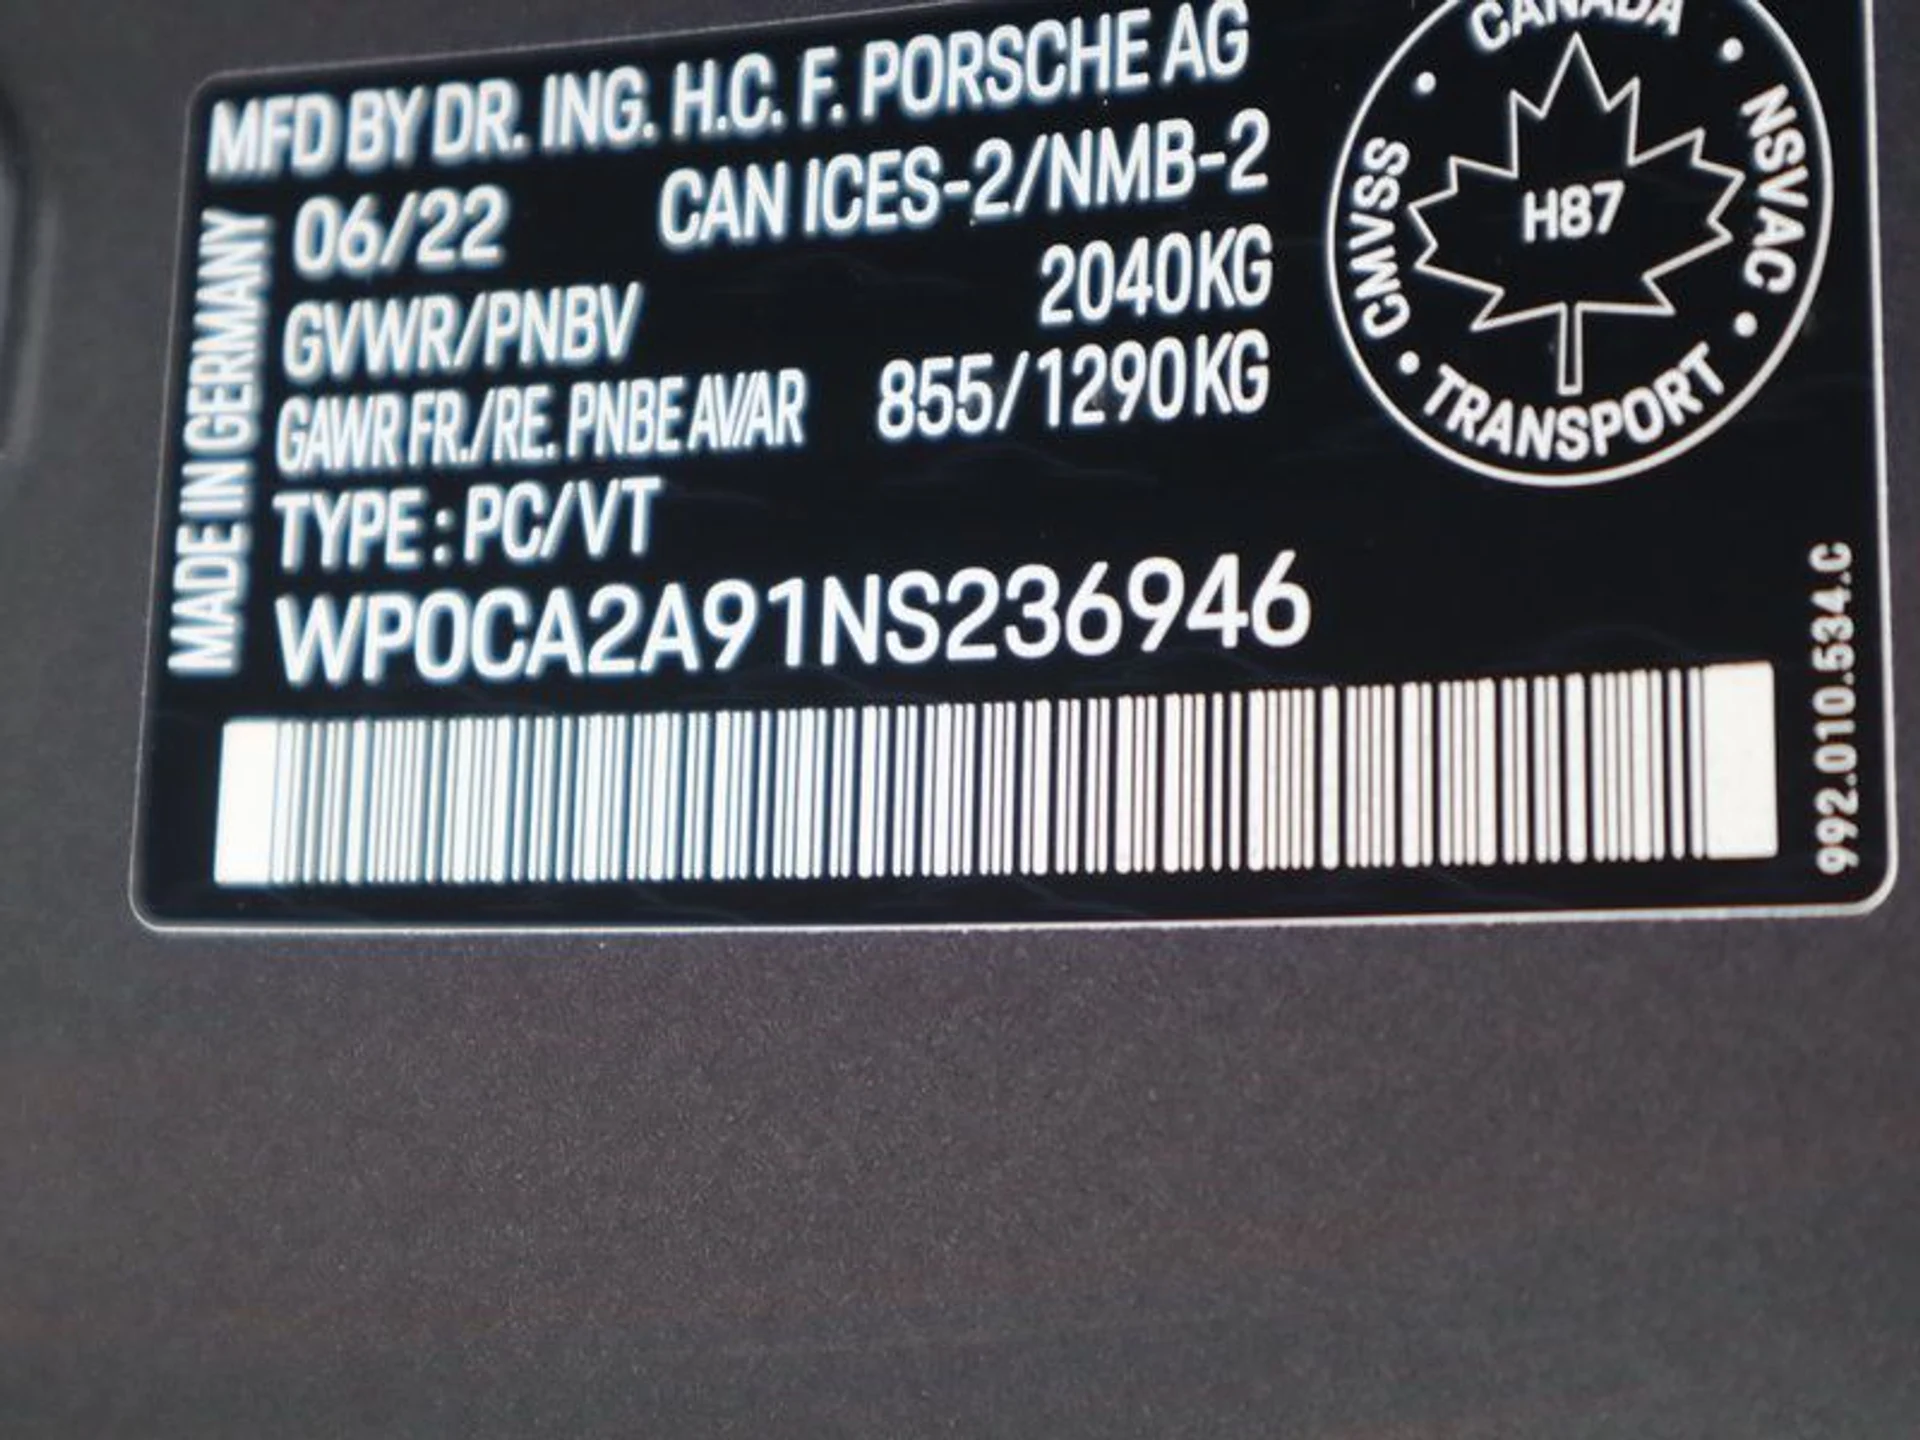 MFD BY DR. ING. H.C. F. PORSCHE AG
06/22 CAN ICES-2/NMB-2
GVWR/PNBV 2040KG
GAWR FR./RE. PNBE AV/AR 855/1290KG
TYPE : PC/VT
WP0CA2A91NS236946
MADE IN GERMANY
CANADA • NSVAC • TRANSPORT • CMVSS •
H87
992.010.534.C